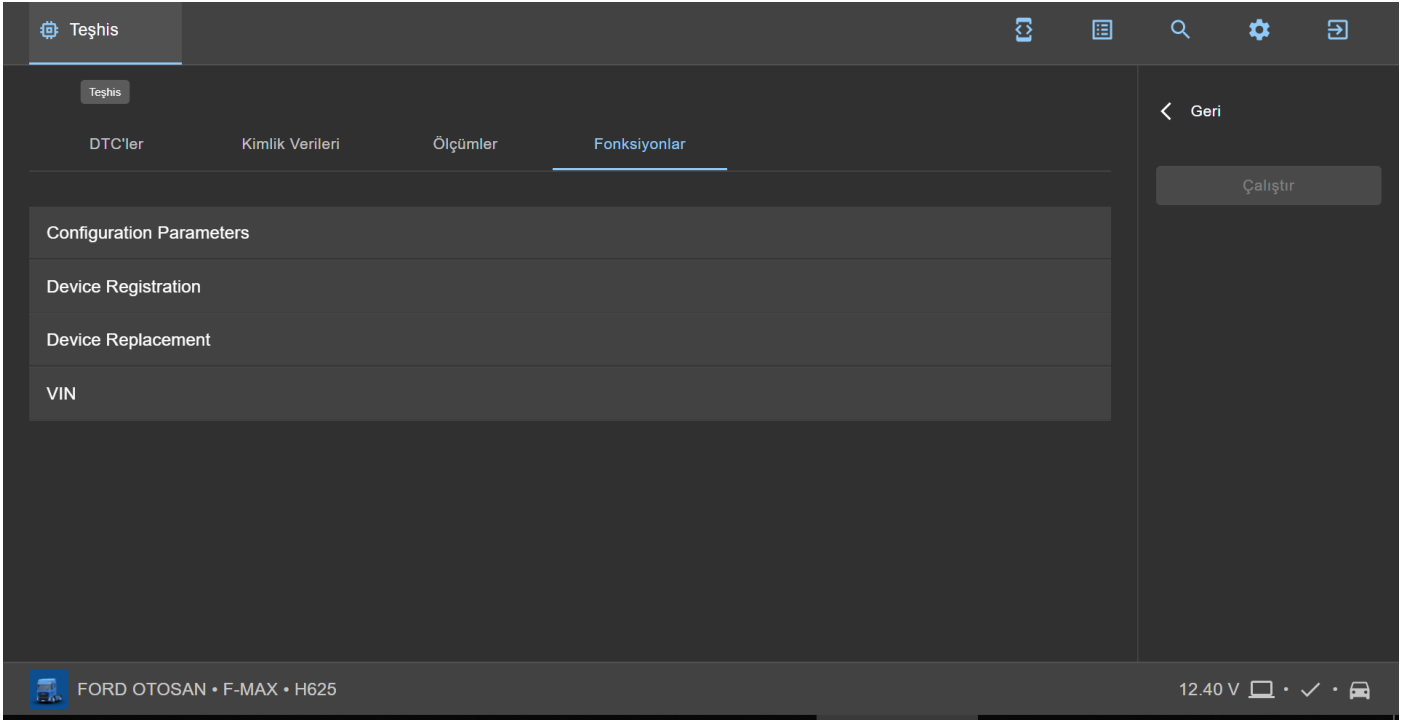 Teşhis
Teşhis
DTC'ler Kimlik Verileri Ölçümler Fonksiyonlar
Configuration Parameters
Device Registration
Device Replacement
VIN
Geri
Çalıştır
FORD OTOSAN • F-MAX • H625
12.40 V